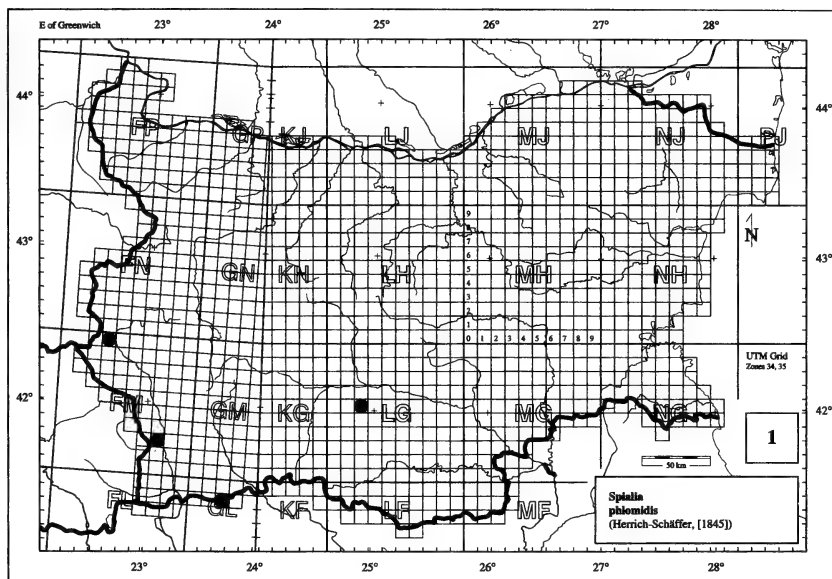 E of Greenwich
23° 24° 25° 26° 27° 28°
44° 44°
FP GP KJ LJ MJ NJ PJ
9
8
7
43° N 43°
6
FN GN KN LH MH NH
5
4
3
2
1
0 1 2 3 4 5 6 7 8 9
UTM Grid
Zones 34, 35
42° FM GM KG LG MG NG 42°
1
50 km
Spialia
phlomidis
(Herrich-Schäffer, [1845])
FL GL KF LF MF
23° 24° 25° 26° 27° 28°